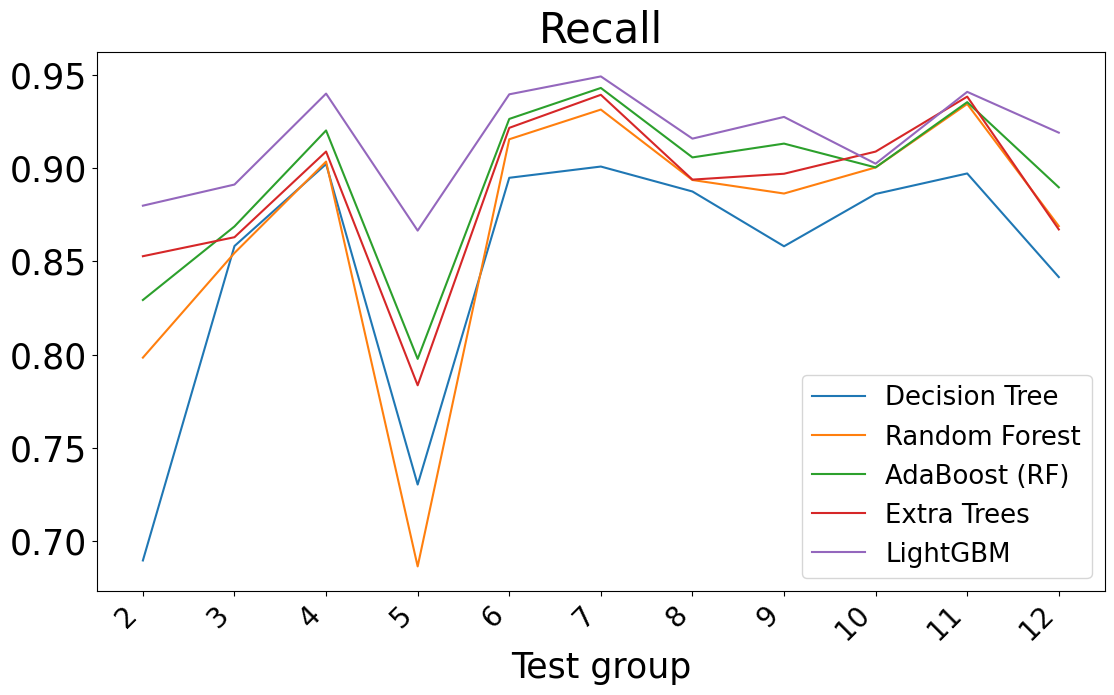 Recall
0.95
0.90
0.85
0.80
0.75
0.70
Decision Tree
Random Forest
AdaBoost (RF)
Extra Trees
LightGBM
2 3 4 5 6 7 8 9 10 11 12
Test group